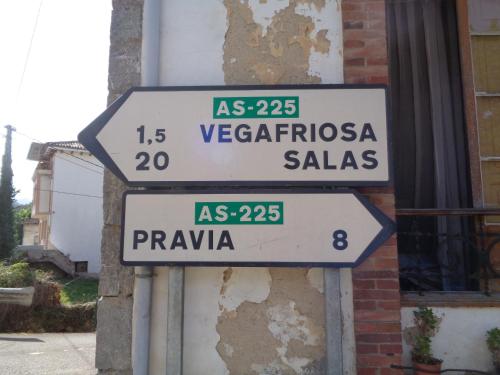 AS-225
1,5 VEGAFRIOSA
20 SALAS
AS-225
PRAVIA 8